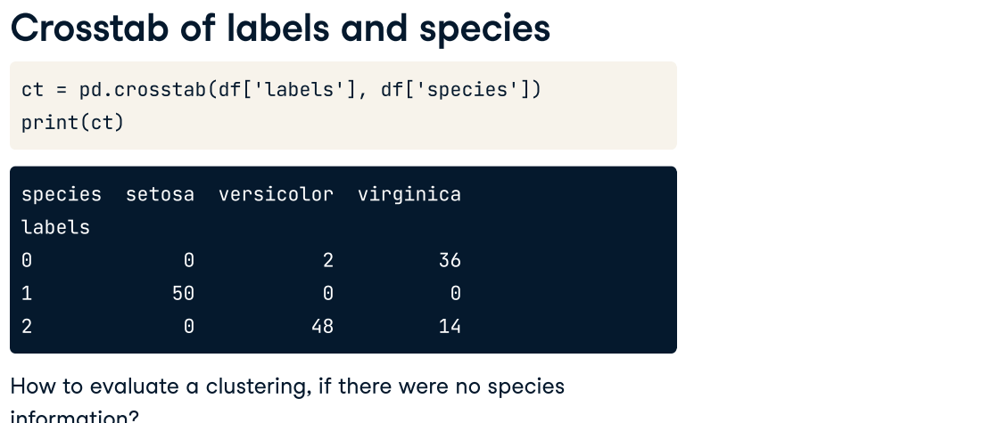 Crosstab of labels and species
ct = pd.crosstab(df['labels'], df['species'])
print(ct)
species  setosa  versicolor  virginica
labels
0             0           2         36
1            50           0          0
2             0          48         14
How to evaluate a clustering, if there were no species
information?